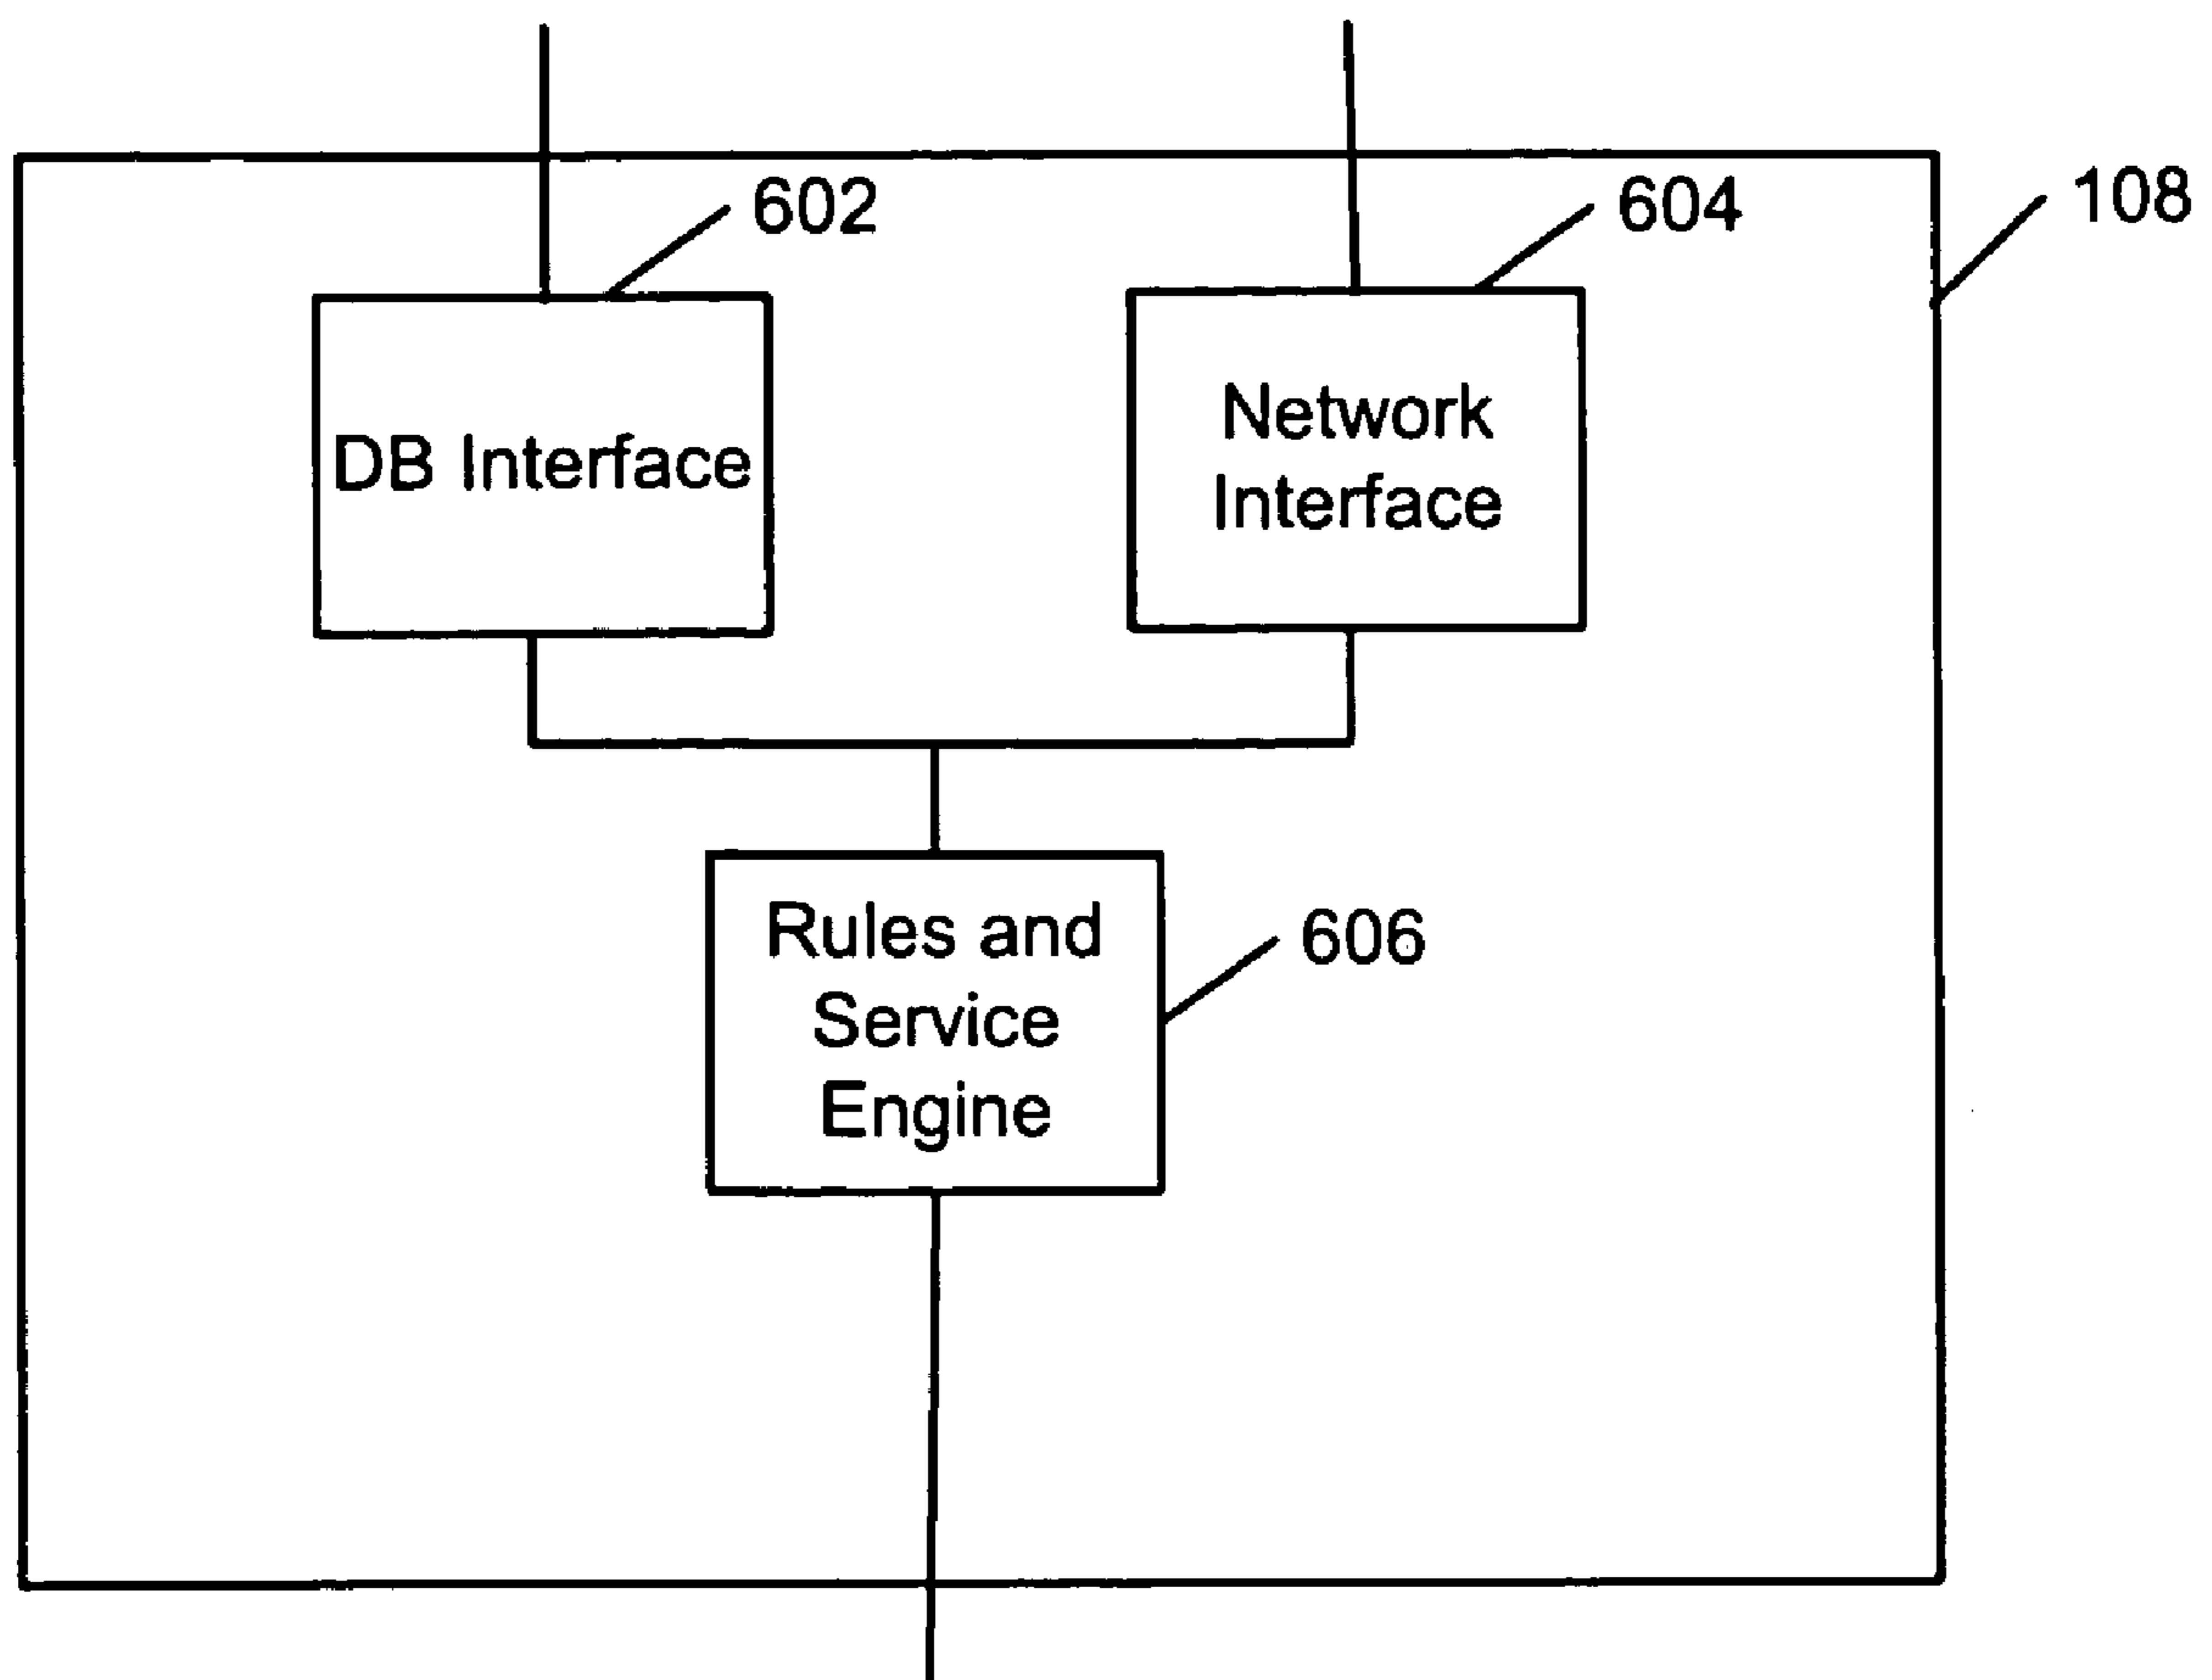 602
604
108
DB Interface
Network
Interface
Rules and
Service
Engine
606